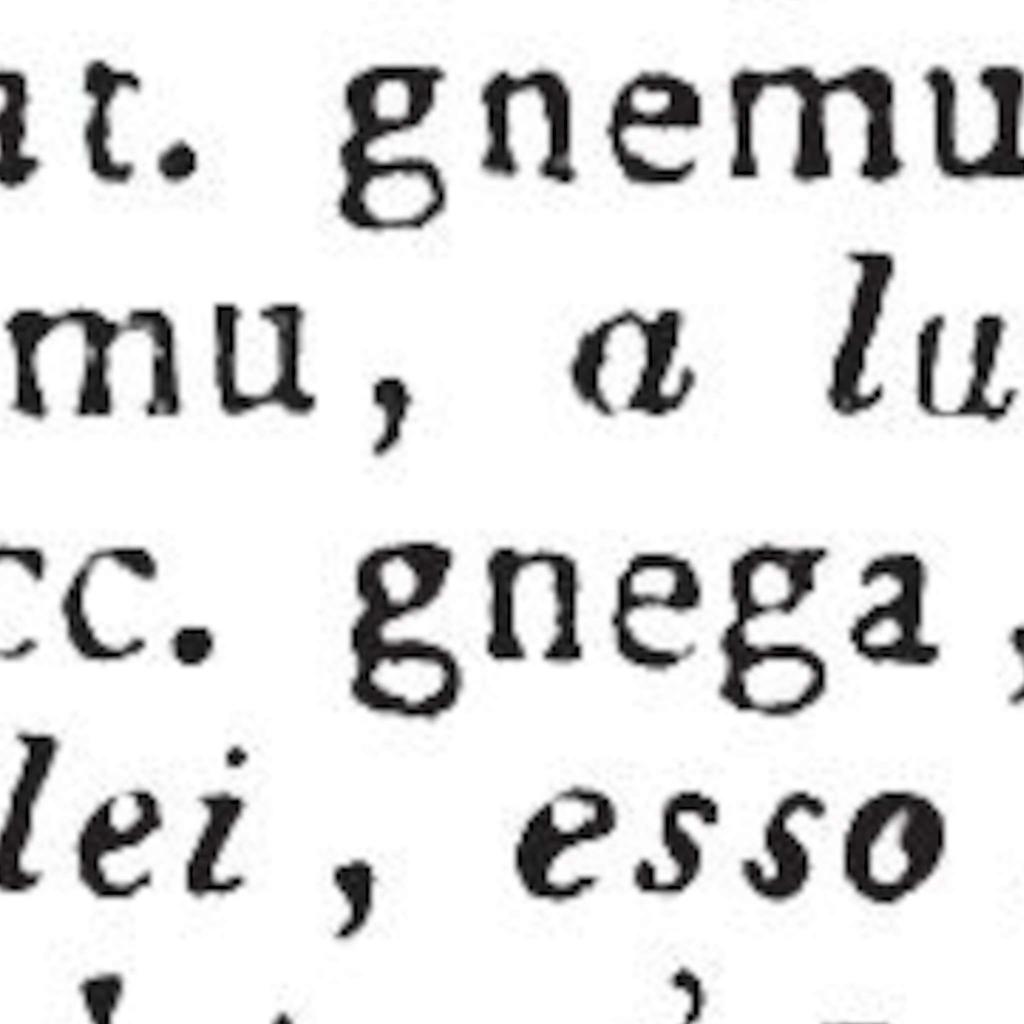 at. gnemu
mu, a lu
cc. gnega,
lei, esso